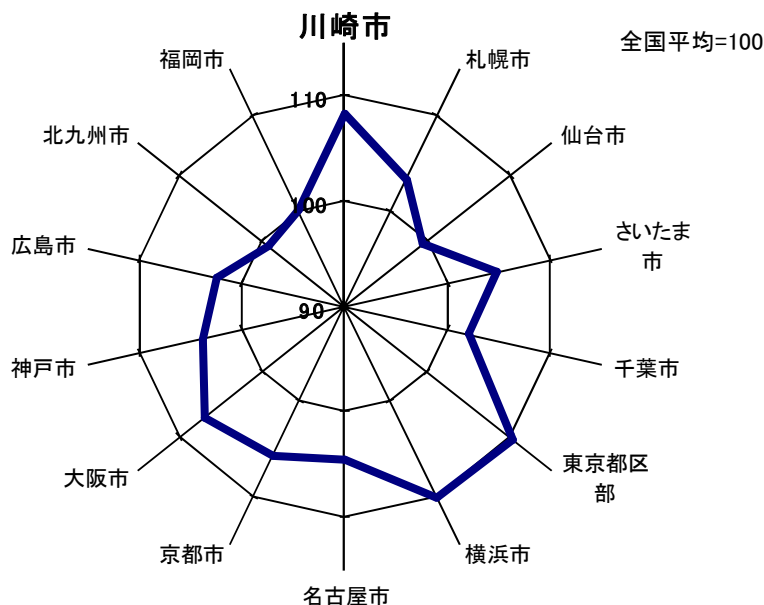 川崎市
全国平均=100
福岡市
札幌市
110
北九州市
仙台市
100
広島市
さいたま
市
90
神戸市
千葉市
大阪市
東京都区
部
京都市
横浜市
名古屋市